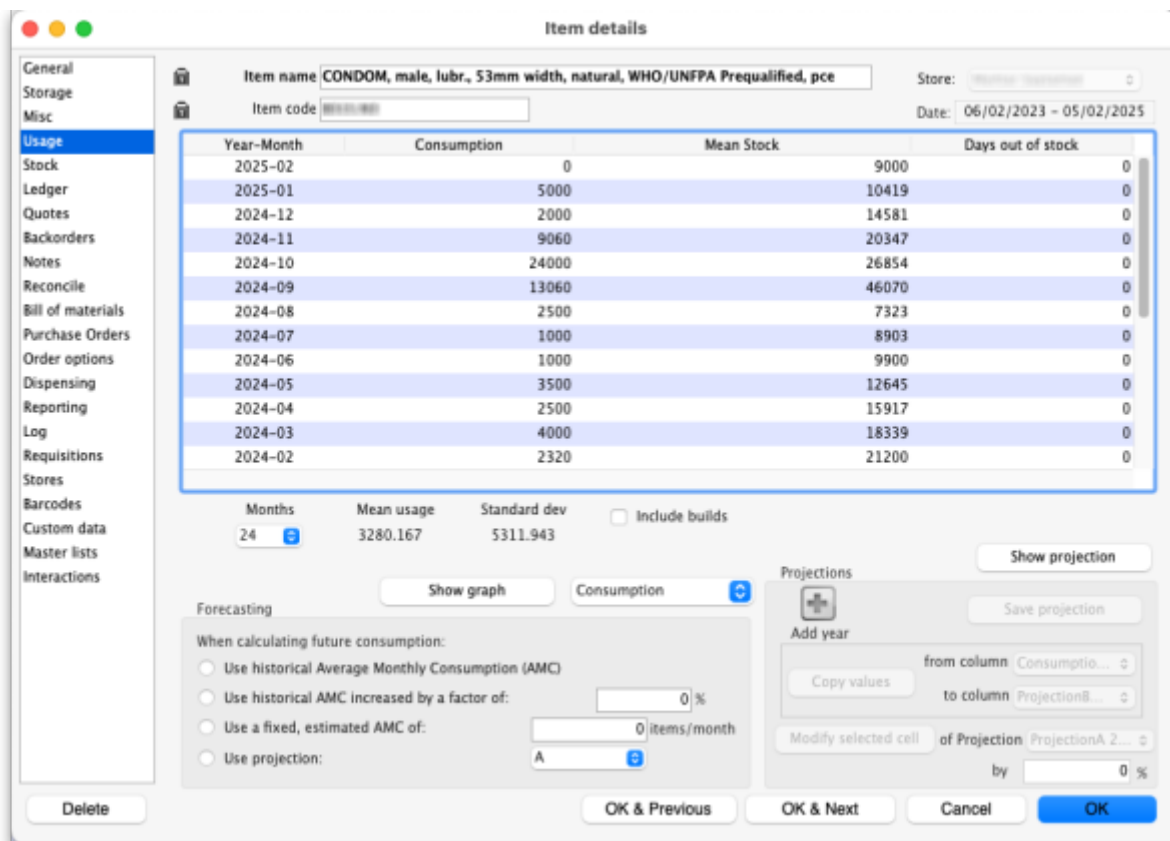 Item details
General
Storage
Misc
Usage
Stock
Ledger
Quotes
Backorders
Notes
Reconcile
Bill of materials
Purchase Orders
Order options
Dispensing
Reporting
Log
Requisitions
Stores
Barcodes
Custom data
Master lists
Interactions
Item name CONDOM, male, lubr., 53mm width, natural, WHO/UNFPA Prequalified, pce
Store:
Item code
Date: 06/02/2023 - 05/02/2025
Year-Month Consumption Mean Stock Days out of stock
2025-02 0 9000 0
2025-01 5000 10419 0
2024-12 2000 14581 0
2024-11 9060 20347 0
2024-10 24000 26854 0
2024-09 13060 46070 0
2024-08 2500 7323 0
2024-07 1000 8903 0
2024-06 1000 9900 0
2024-05 3500 12645 0
2024-04 2500 15917 0
2024-03 4000 18339 0
2024-02 2320 21200 0
Months Mean usage Standard dev
24 3280.167 5311.943
Include builds
Show projection
Show graph
Consumption
Forecasting
When calculating future consumption:
Use historical Average Monthly Consumption (AMC)
Use historical AMC increased by a factor of: 0 %
Use a fixed, estimated AMC of: 0 items/month
Use projection: A
Projections
Add year
Save projection
Copy values
from column Consumptio...
to column ProjectionB...
Modify selected cell of Projection ProjectionA 2...
by 0 %
Delete
OK & Previous
OK & Next
Cancel
OK